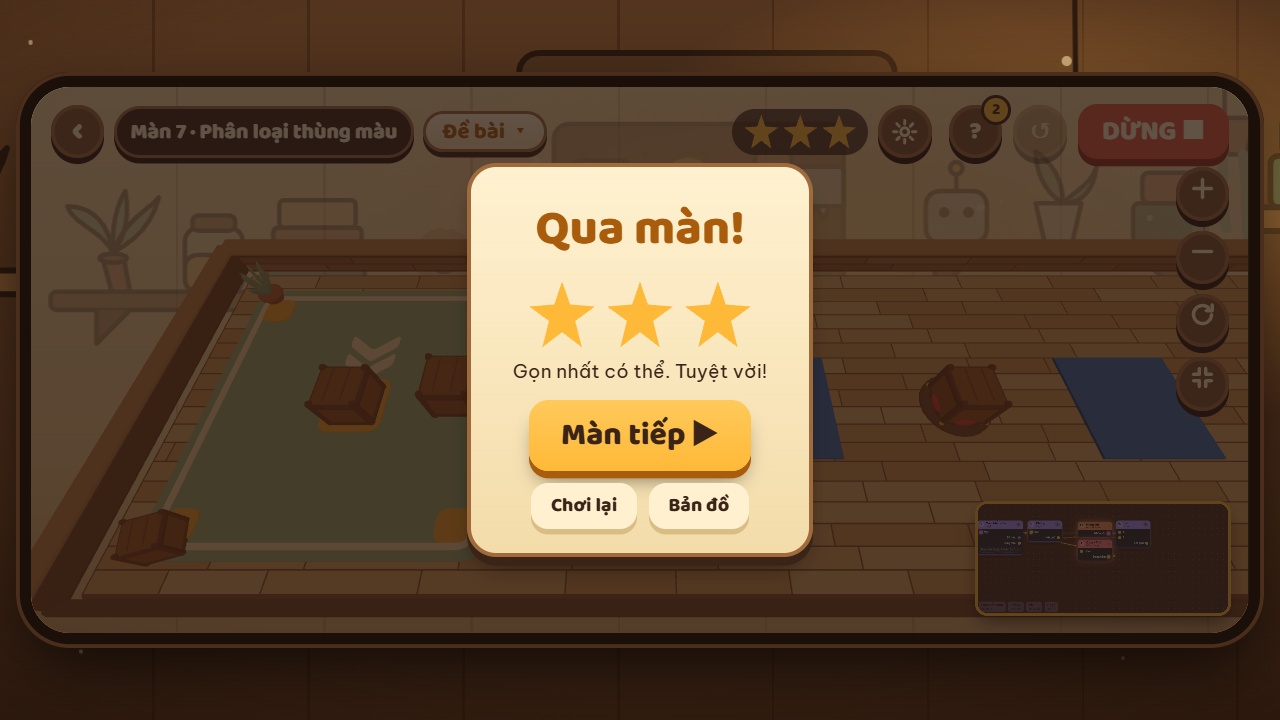 Màn 7 • Phân loại thùng màu
Đề bài
2
?
DỪNG
Qua màn!
Gọn nhất có thể. Tuyệt vời!
Màn tiếp
Chơi lại
Bản đồ